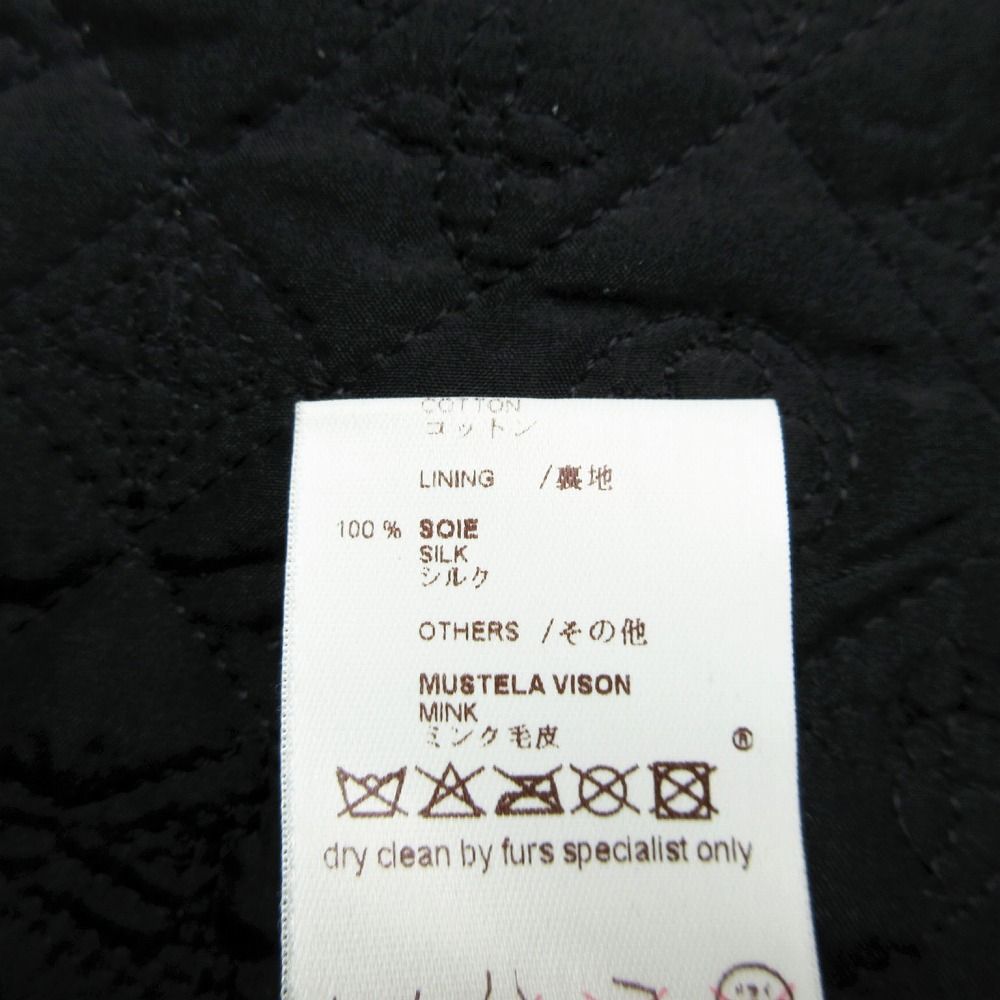 COTTON
コットン
LINING /裏地
100 % SOIE
SILK
シルク
OTHERS /その他
MUSTELA VISON
MINK
ミンク毛皮
®
dry clean by furs specialist only